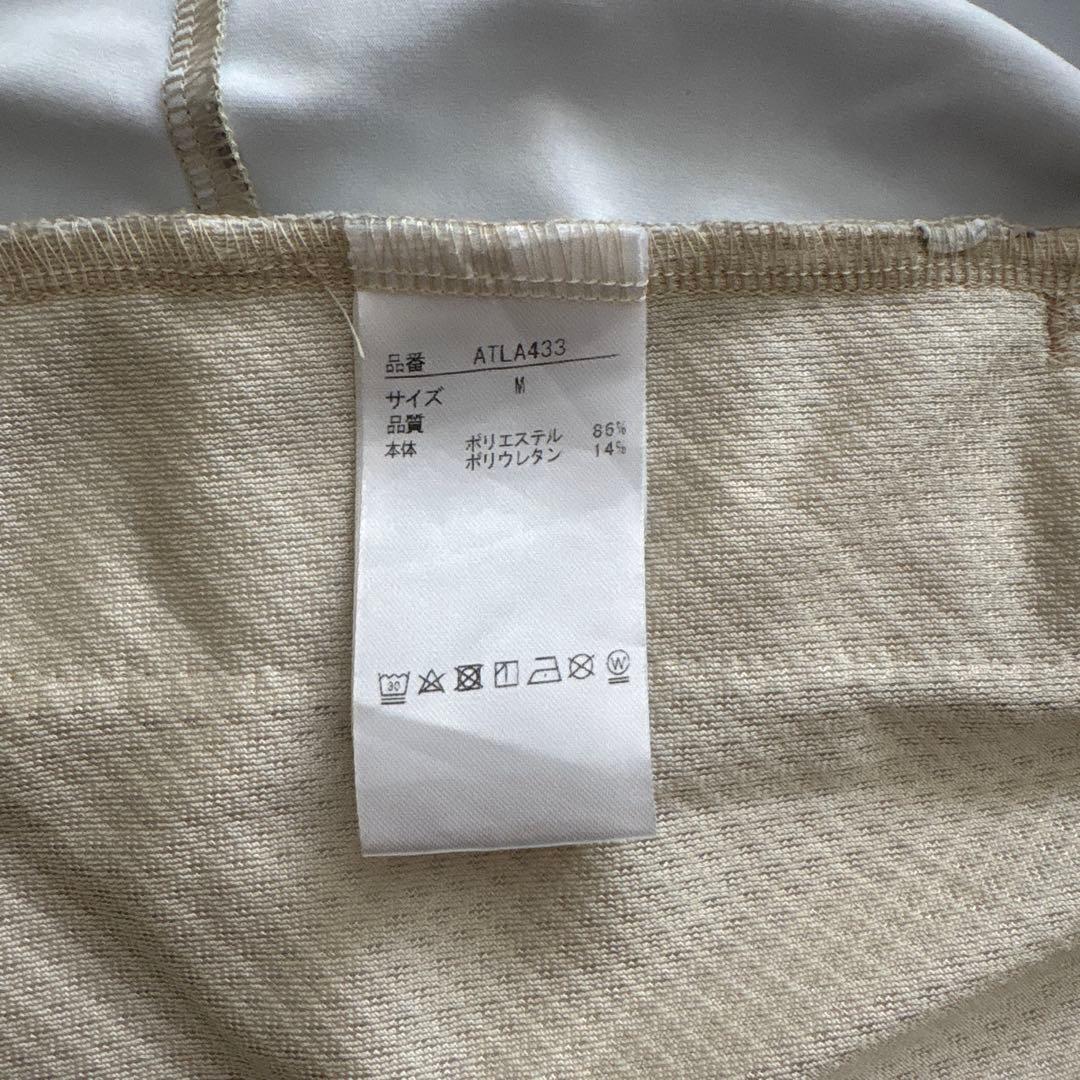 品番 ATLA433
サイズ M
品質
本体 ポリエステル 86%
ポリウレタン 14%
30 W